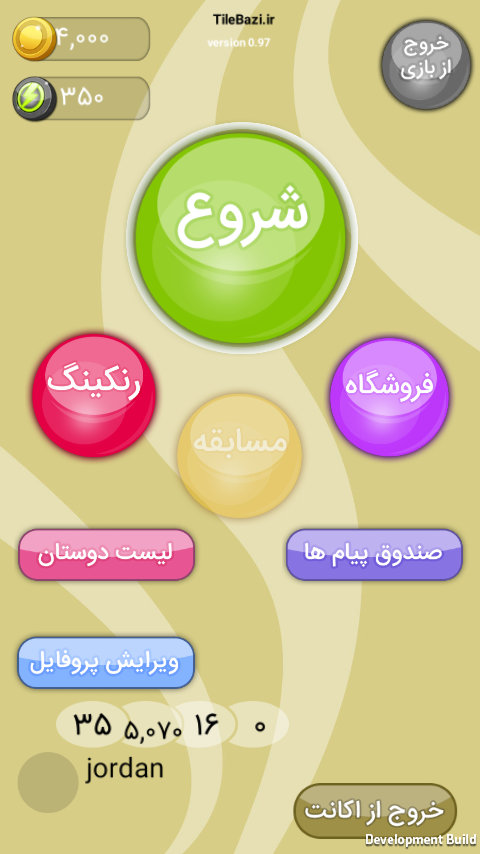 TileBazi.ir
version 0.97
۴,۰۰۰
۳۵۰
خروج
از بازی
شروع
رنکینگ
فروشگاه
مسابقه
لیست دوستان
صندوق پیام ها
ویرایش پروفایل
۳۵ ۵,۰۷۰ ۱۶ ۰
jordan
خروج از اکانت
Development Build